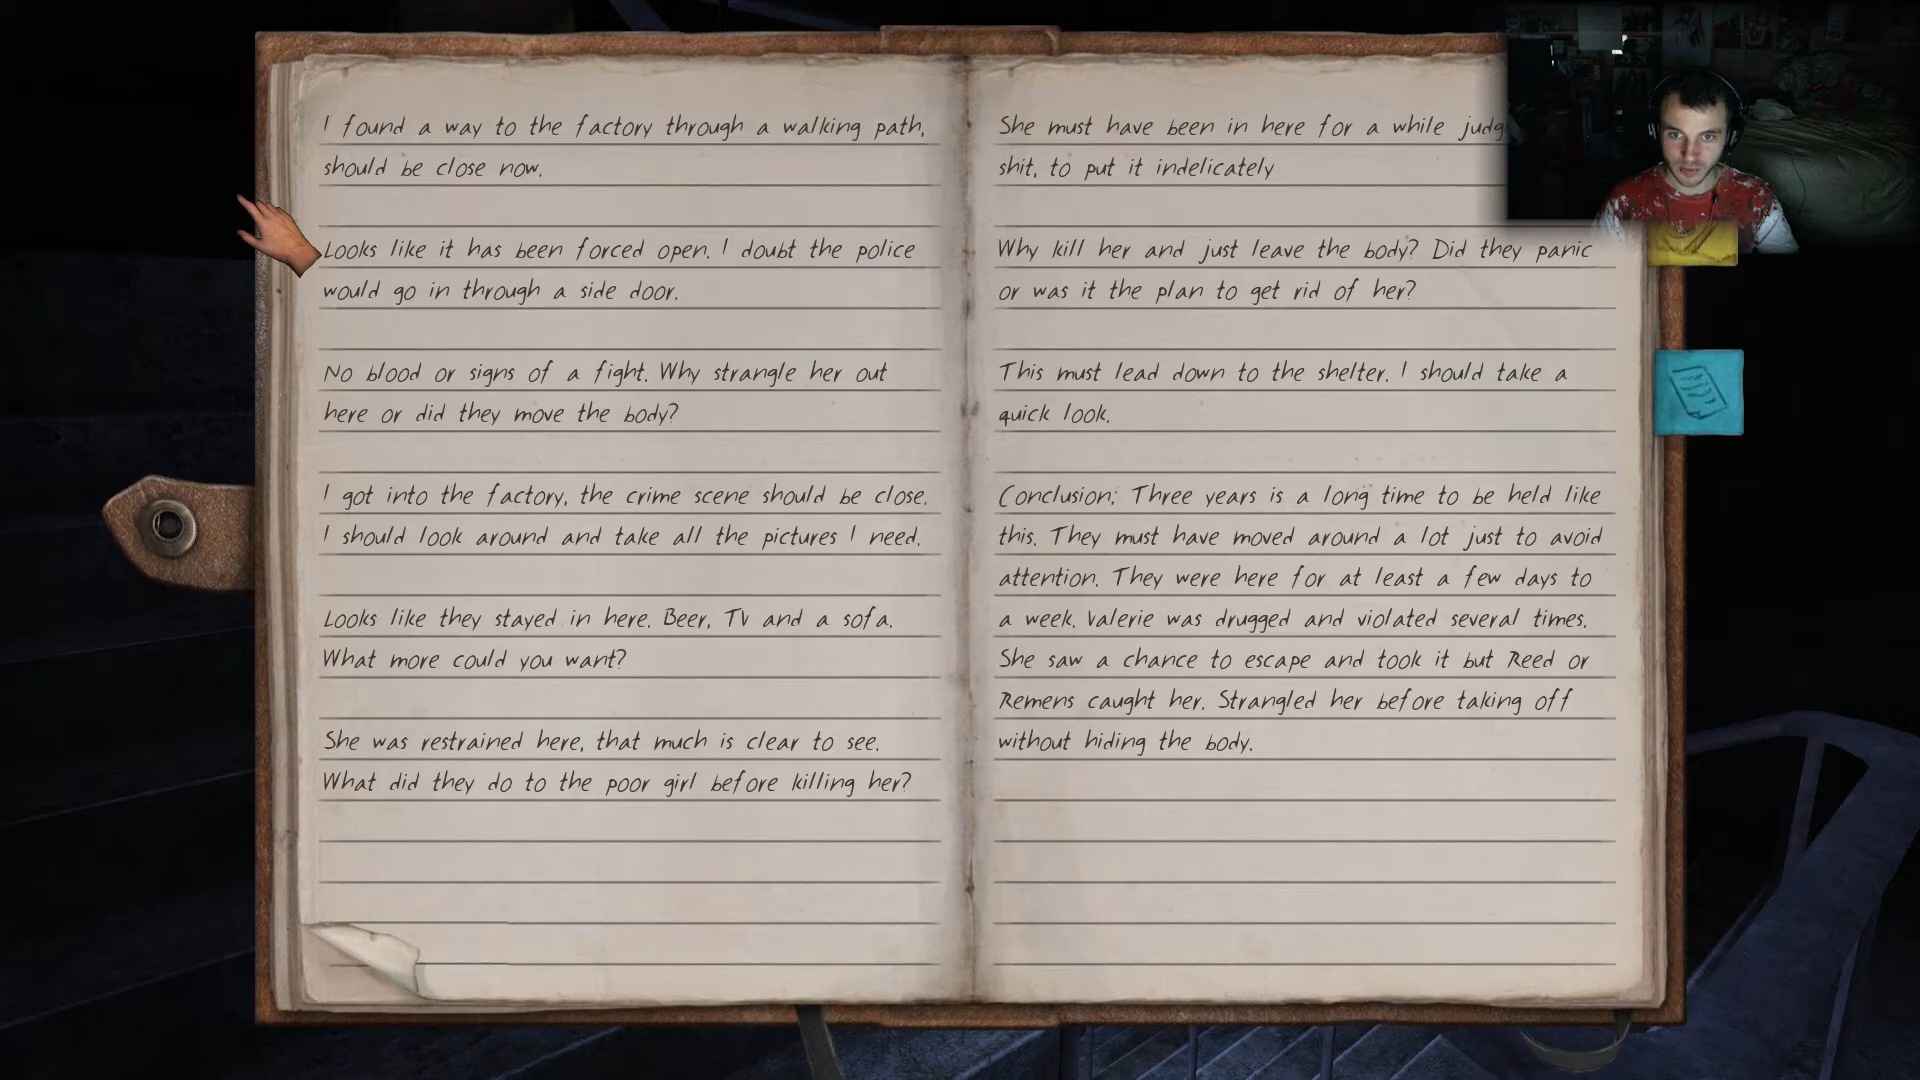 I found a way to the factory through a walking path,
should be close now.
Looks like it has been forced open. I doubt the police
would go in through a side door.
No blood or signs of a fight. Why strangle her out
here or did they move the body?
I got into the factory, the crime scene should be close.
I should look around and take all the pictures I need.
Looks like they stayed in here. Beer, TV and a sofa.
What more could you want?
She was restrained here, that much is clear to see.
What did they do to the poor girl before killing her?
She must have been in here for a while
shit, to put it indelicately
Why kill her and just leave the body? Did they panic
or was it the plan to get rid of her?
This must lead down to the shelter. I should take a
quick look.
Conclusion: Three years is a long time to be held like
this. They must have moved around a lot just to avoid
attention. They were here for at least a few days to
a week. Valerie was drugged and violated several times.
She saw a chance to escape and took it but Reed or
Remens caught her. Strangled her before taking off
without hiding the body.